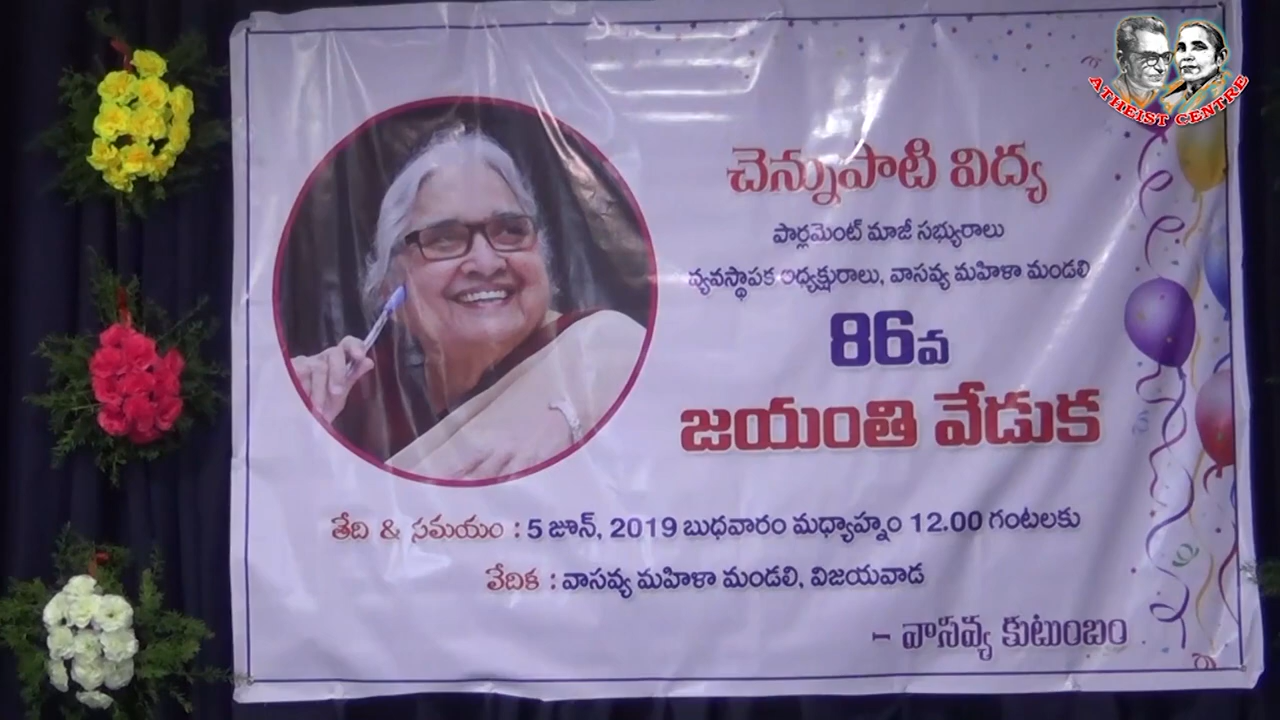 ATHEIST CENTRE
చెన్నుపాటి విద్య
పార్లమెంట్ మాజీ సభ్యురాలు
వ్యవస్థాపక అధ్యక్షురాలు, వాసవ్య మహిళా మండలి
86వ
జయంతి వేడుక
తేది & సమయం : 5 జూన్, 2019 బుధవారం మధ్యాహ్నం 12.00 గంటలకు
వేదిక : వాసవ్య మహిళా మండలి, విజయవాడ
– వాసవ్య కుటుంబం